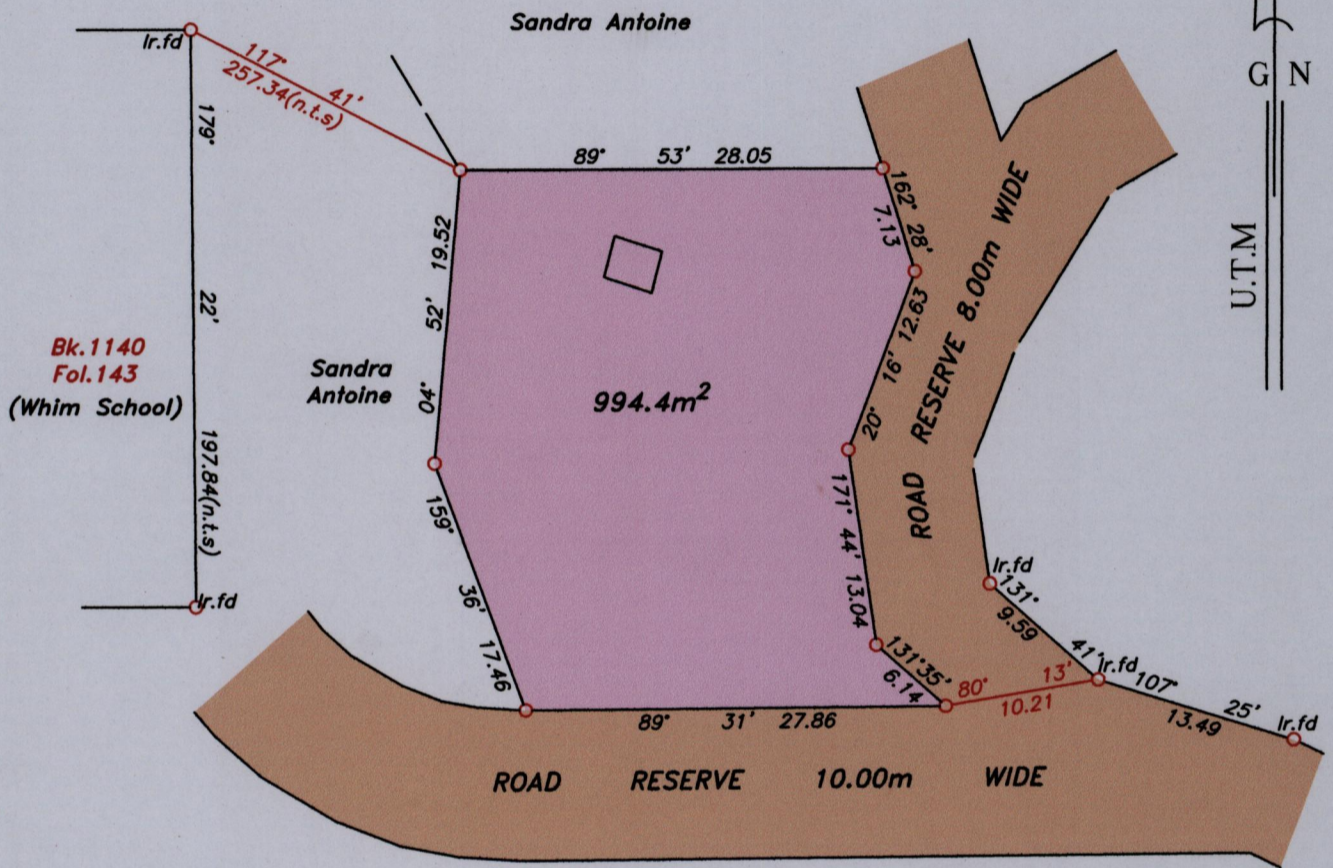 Sandra Antoine
Ir.fd
117° 41'
257.34(n.t.s)
G N
U.T.M
179° 22' 197.84(n.t.s)
Ir.fd
Bk.1140
Fol.143
(Whim School)
Sandra
Antoine
89° 53' 28.05
162° 28'
7.13
20° 16' 12.63
171° 44' 13.04
131°35'
6.14
04° 52' 19.52
159° 36' 17.46
994.4m²
ROAD RESERVE 8.00m WIDE
Ir.fd
131° 41'
9.59
Ir.fd
80° 13'
10.21
107° 25'
13.49
Ir.fd
89° 31' 27.86
ROAD RESERVE 10.00m WIDE